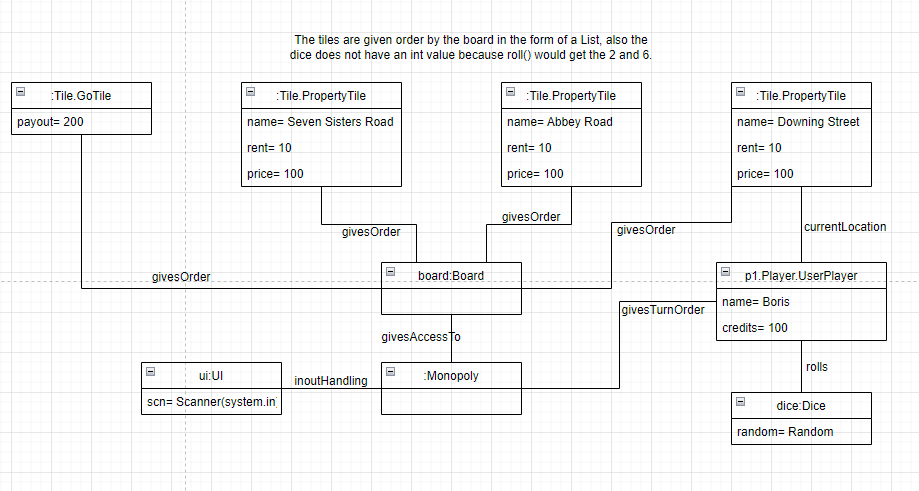 The tiles are given order by the board in the form of a List, also the
dice does not have an int value because roll() would get the 2 and 6.
:Tile.GoTile
payout= 200
:Tile.PropertyTile
name= Seven Sisters Road
rent= 10
price= 100
:Tile.PropertyTile
name= Abbey Road
rent= 10
price= 100
:Tile.PropertyTile
name= Downing Street
rent= 10
price= 100
givesOrder
givesOrder
givesOrder
givesOrder
currentLocation
board:Board
p1.Player.UserPlayer
name= Boris
credits= 100
givesTurnOrder
givesAccessTo
ui:UI
scn= Scanner(system.in)
inoutHandling
:Monopoly
rolls
dice:Dice
random= Random